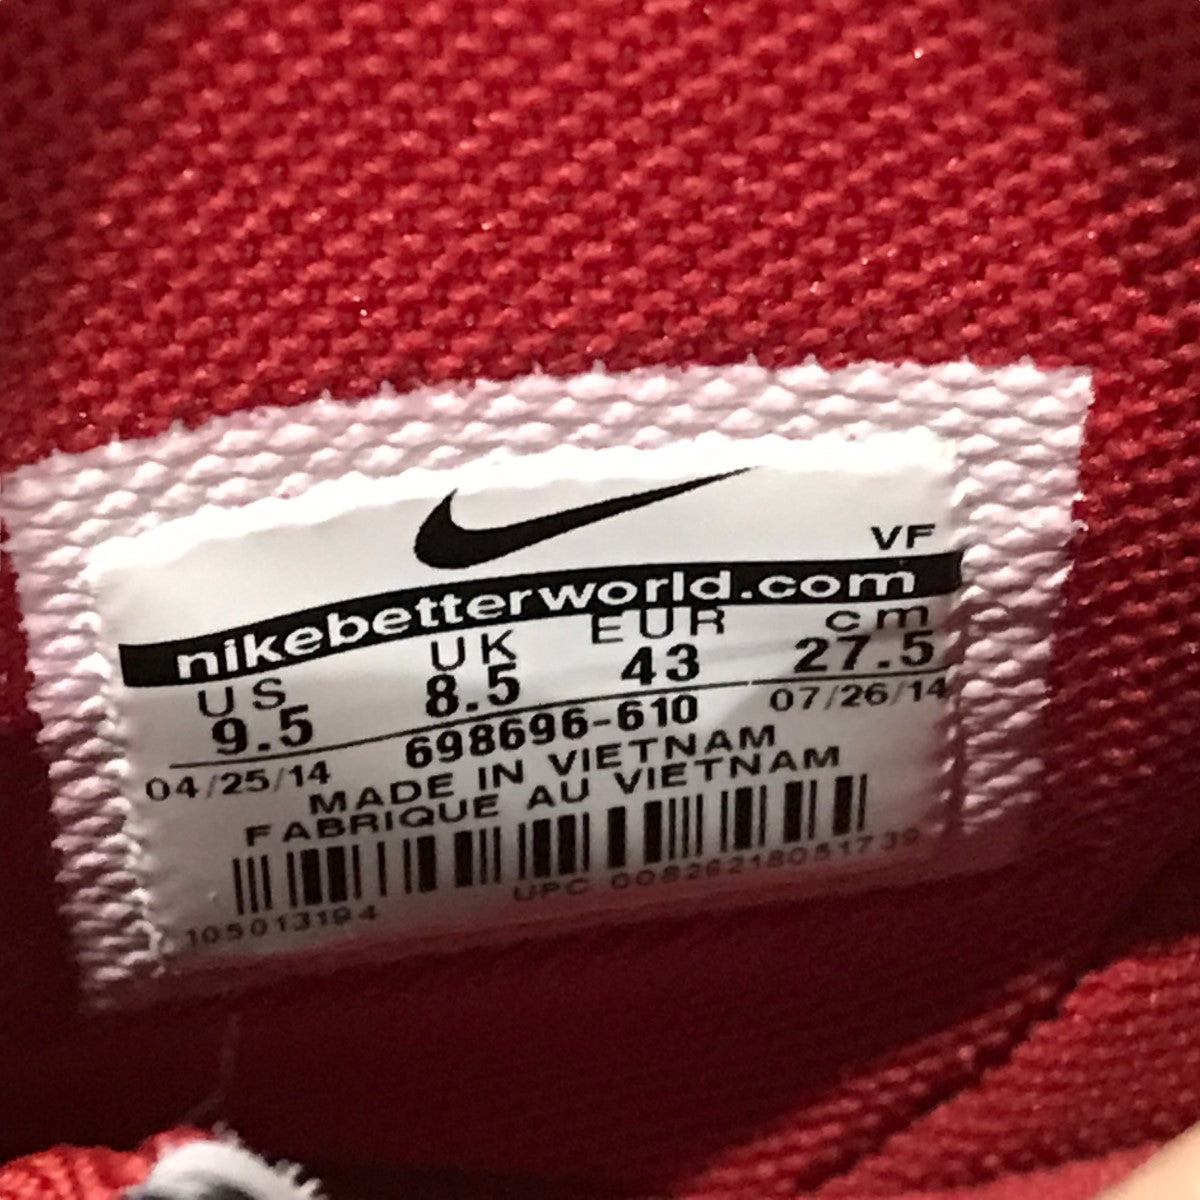 VF
nikebetterworld.com
US UK EUR cm
9.5 8.5 43 27.5
04/25/14 698696-610 07/26/14
MADE IN VIETNAM
FABRIQUE AU VIETNAM
105013194 UPC 00826218051739